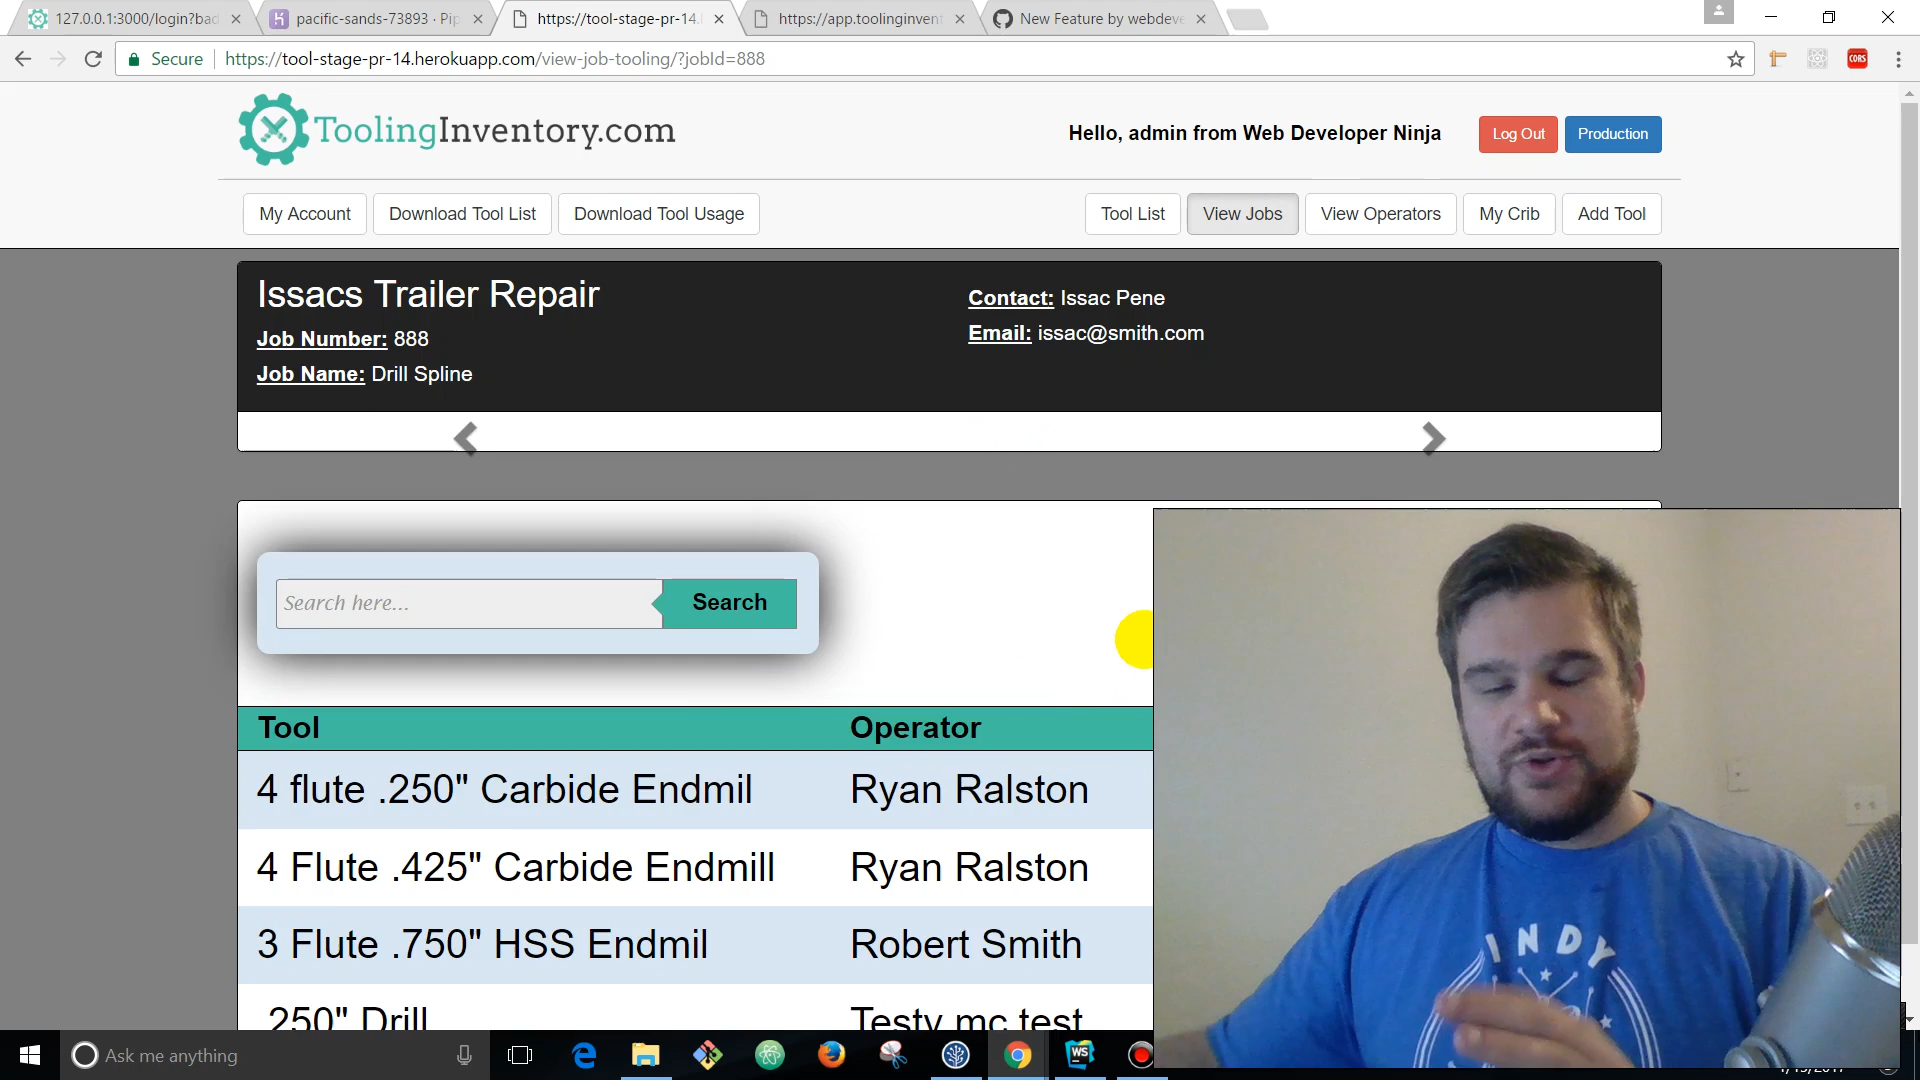 127.0.0.1:3000/login?bad
pacific-sands-73893 · Pip
https://tool-stage-pr-14.
https://app.toolinginvent
New Feature by webdeve
Secure
https://tool-stage-pr-14.herokuapp.com/view-job-tooling/?jobId=888
CORS
ToolingInventory.com
Hello, admin from Web Developer Ninja
Log Out
Production
My Account
Download Tool List
Download Tool Usage
Tool List
View Jobs
View Operators
My Crib
Add Tool
Issacs Trailer Repair
Job Number: 888
Job Name: Drill Spline
Contact: Issac Pene
Email: issac@smith.com
Search here...
Search
Tool
Operator
4 flute .250" Carbide Endmil
Ryan Ralston
4 Flute .425" Carbide Endmill
Ryan Ralston
3 Flute .750" HSS Endmil
Robert Smith
.250" Drill
Testy mc test
INDY
Ask me anything
WS